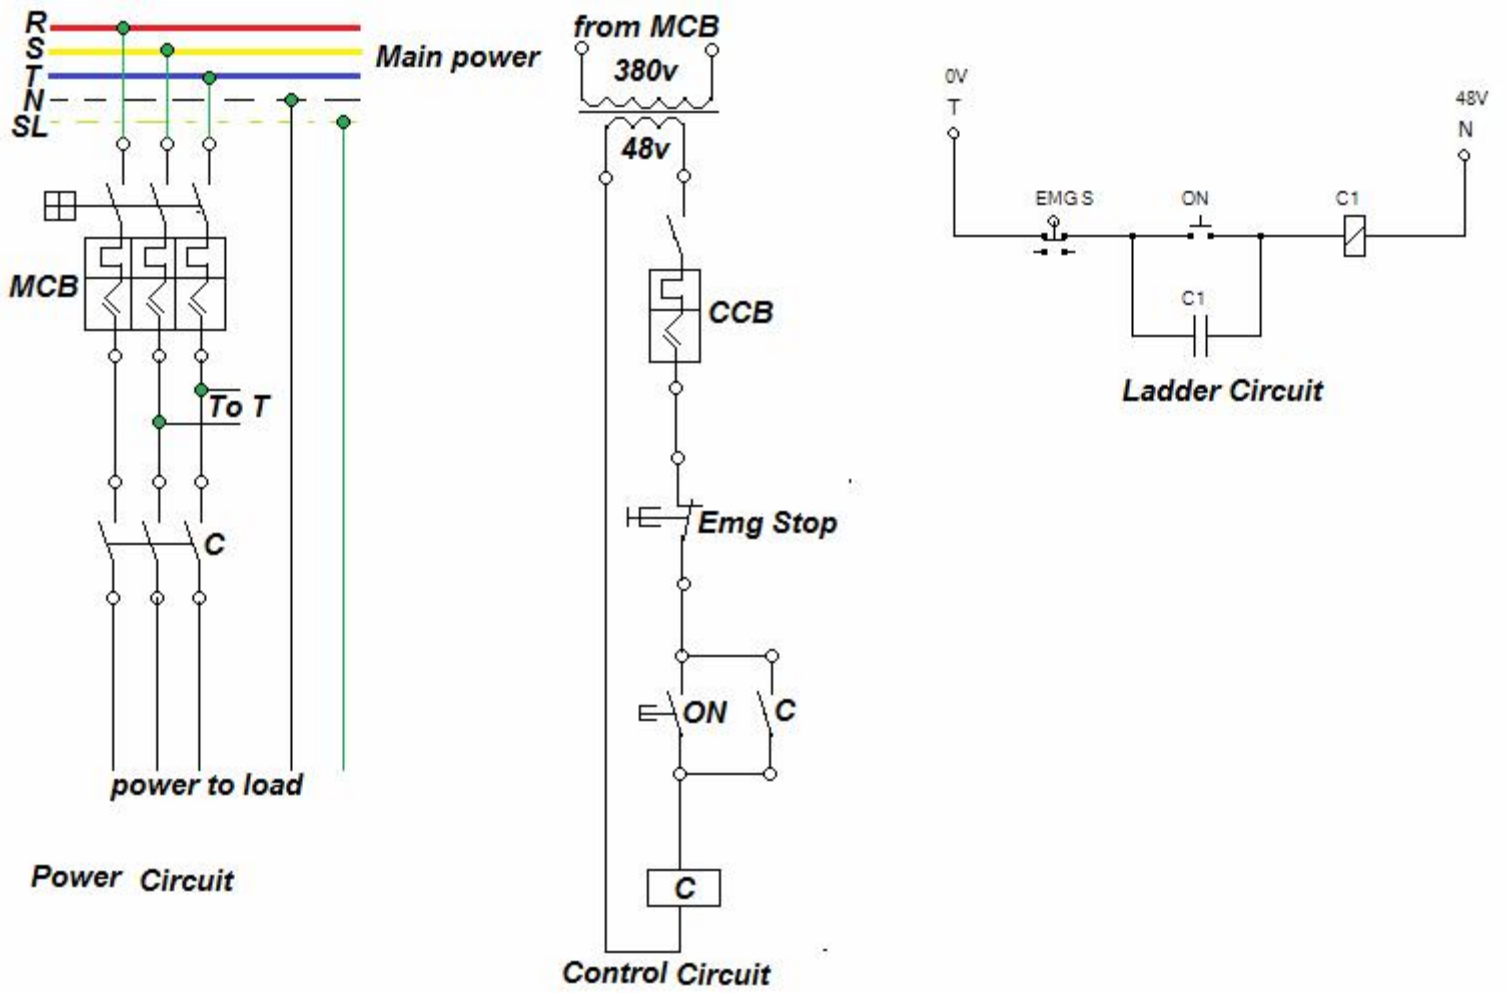 R
S
T
N
SL
Main power
MCB
To T
C
power to load
Power Circuit
from MCB
380v
48v
CCB
Emg Stop
ON
C
C
Control Circuit
0V
T
48V
N
EMG S
ON
C1
C1
Ladder Circuit